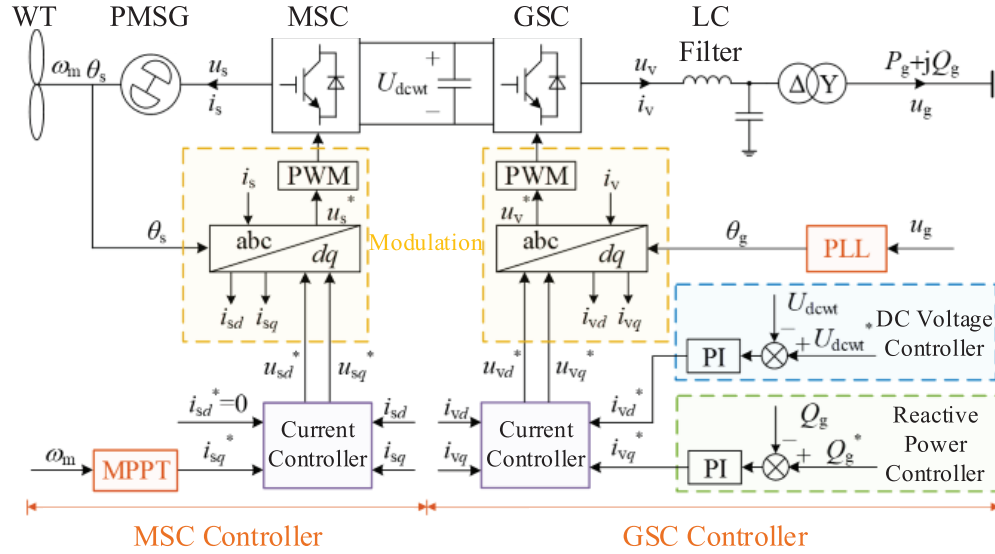 WT PMSG MSC GSC LC
Filter
ωm θs us is Udcwt + − uv iv Δ Y Pg+jQg ug
PWM PWM
is us* uv* iv
θs abc dq Modulation abc dq θg PLL ug
isd isq ivd ivq
Udcwt − + Udcwt* DC Voltage
Controller
PI
usd* usq* uvd* uvq*
isd*=0 isd ivd ivd*
Current
Controller
Current
Controller
Qg − + Qg* Reactive
Power
Controller
PI
ωm MPPT isq* isq ivq ivq*
MSC Controller GSC Controller